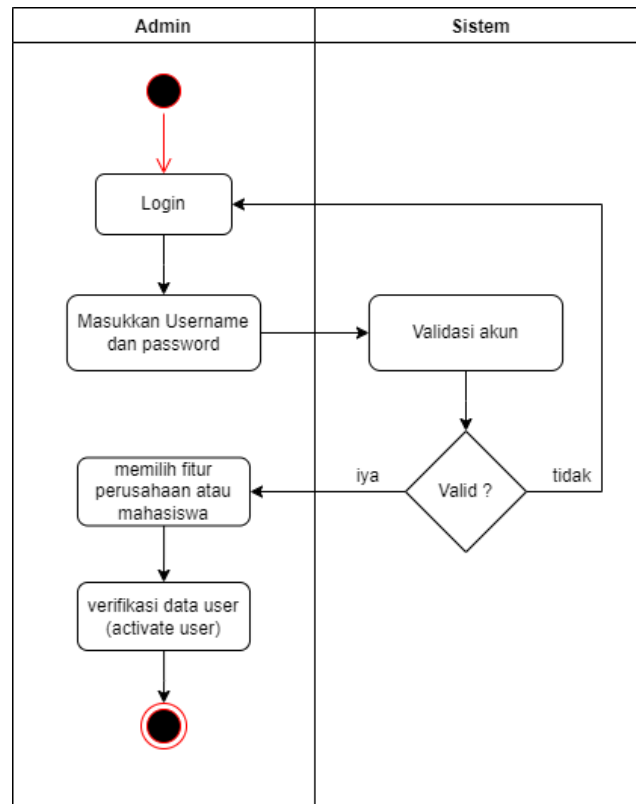 Admin
Sistem
Login
Masukkan Username
dan password
Validasi akun
Valid ?
iya
tidak
memilih fitur
perusahaan atau
mahasiswa
verifikasi data user
(activate user)